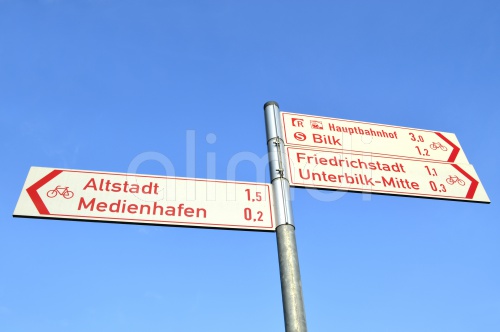 Altstadt 1,5
Medienhafen 0,2
R Hauptbahnhof 3,0
S Bilk 1,2
Friedrichstadt 1,1
Unterbilk-Mitte 0,3